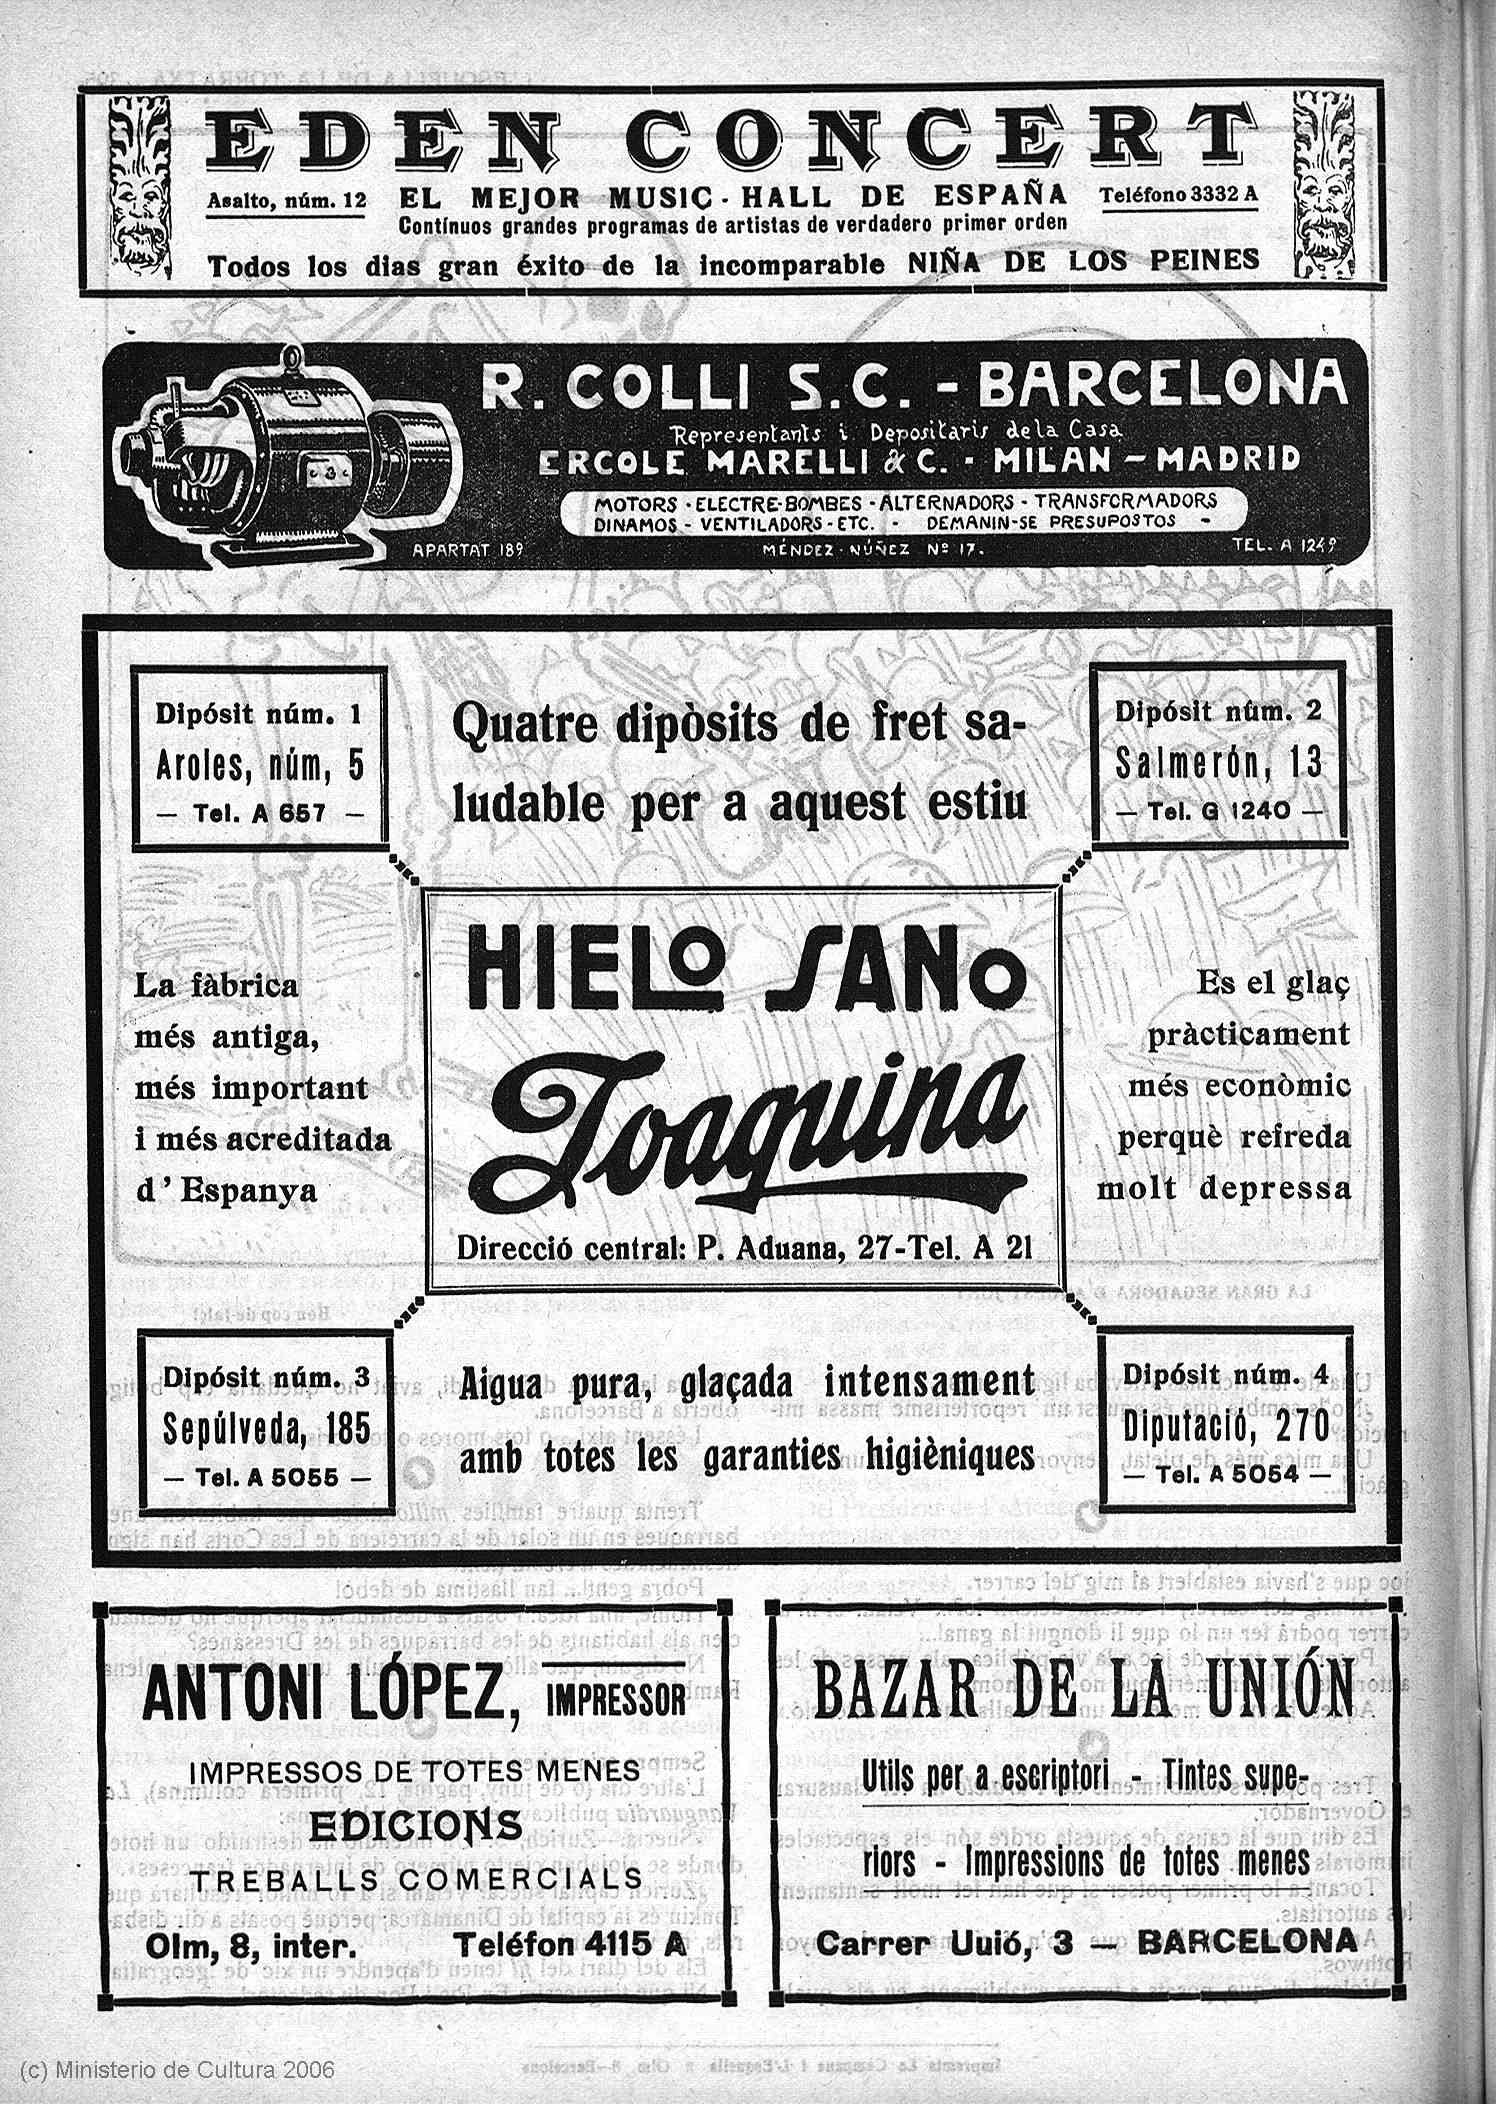 EDEN CONCERT
Asalto, núm. 12
EL MEJOR MUSIC-HALL DE ESPAÑA
Teléfono 3332 A
Contínuos grandes programas de artistas de verdadero primer orden
Todos los dias gran éxito de la incomparable NIÑA DE LOS PEINES
R. COLLI S.C. - BARCELONA
Representants i Depositaris de la Casa
ERCOLE MARELLI & C. - MILAN - MADRID
MOTORS - ELECTRE-BOMBES - ALTERNADORS - TRANSFORMADORS
DINAMOS - VENTILADORS - ETC. - DEMANIN-SE PRESUPOSTOS -
APARTAT 189
MÉNDEZ-NÚÑEZ Nº 17.
TEL. A 1249
Dipósit núm. 1
Aroles, núm, 5
— Tel. A 657 —
Quatre dipòsits de fret sa-
ludable per a aquest estiu
Dipósit núm. 2
Salmerón, 13
— Tel. G 1240 —
La fàbrica
més antiga,
més important
i més acreditada
d' Espanya
HIELO SANO
Joaquina
Direcció central: P. Aduana, 27-Tel. A 21
Es el glaç
pràcticament
més econòmic
perquè refreda
molt depressa
Dipósit núm. 3
Sepúlveda, 185
— Tel. A 5055 —
Aigua pura, glaçada intensament
amb totes les garanties higièniques
Dipósit núm. 4
Diputació, 270
— Tel. A 5054 —
ANTONI LÓPEZ, IMPRESSOR
IMPRESSOS DE TOTES MENES
EDICIONS
TREBALLS COMERCIALS
Olm, 8, inter. Teléfon 4115 A
BAZAR DE LA UNIÓN
Utils per a escriptori - Tintes supe-
riors - Impressions de totes menes
Carrer Uuió, 3 — BARCELONA
(c) Ministerio de Cultura 2006